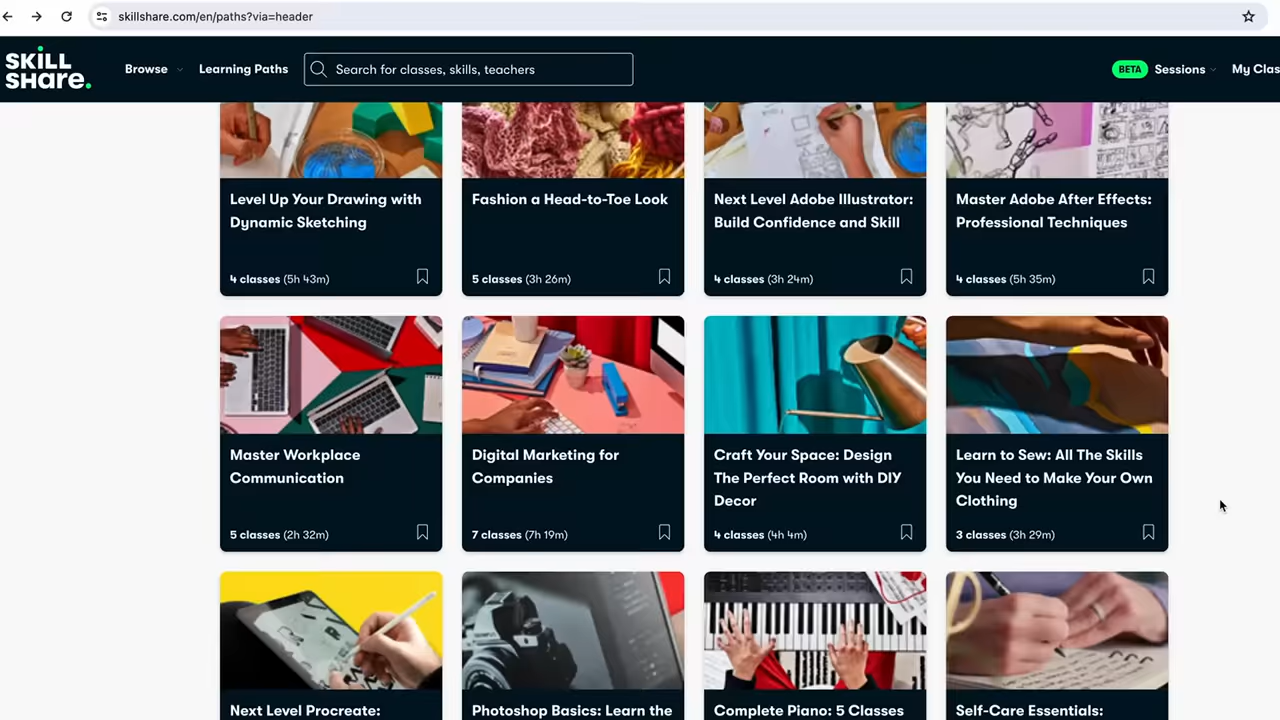 skillshare.com/en/paths?via=header
SKILL
SHare.
Browse
Learning Paths
Search for classes, skills, teachers
BETA
Sessions
My Clas
Level Up Your Drawing with
Dynamic Sketching
4 classes (5h 43m)
Fashion a Head-to-Toe Look
5 classes (3h 26m)
Next Level Adobe Illustrator:
Build Confidence and Skill
4 classes (3h 24m)
Master Adobe After Effects:
Professional Techniques
4 classes (5h 35m)
Master Workplace
Communication
5 classes (2h 32m)
Digital Marketing for
Companies
7 classes (7h 19m)
Craft Your Space: Design
The Perfect Room with DIY
Decor
4 classes (4h 4m)
Learn to Sew: All The Skills
You Need to Make Your Own
Clothing
3 classes (3h 29m)
Next Level Procreate:
Photoshop Basics: Learn the
Complete Piano: 5 Classes
Self-Care Essentials: